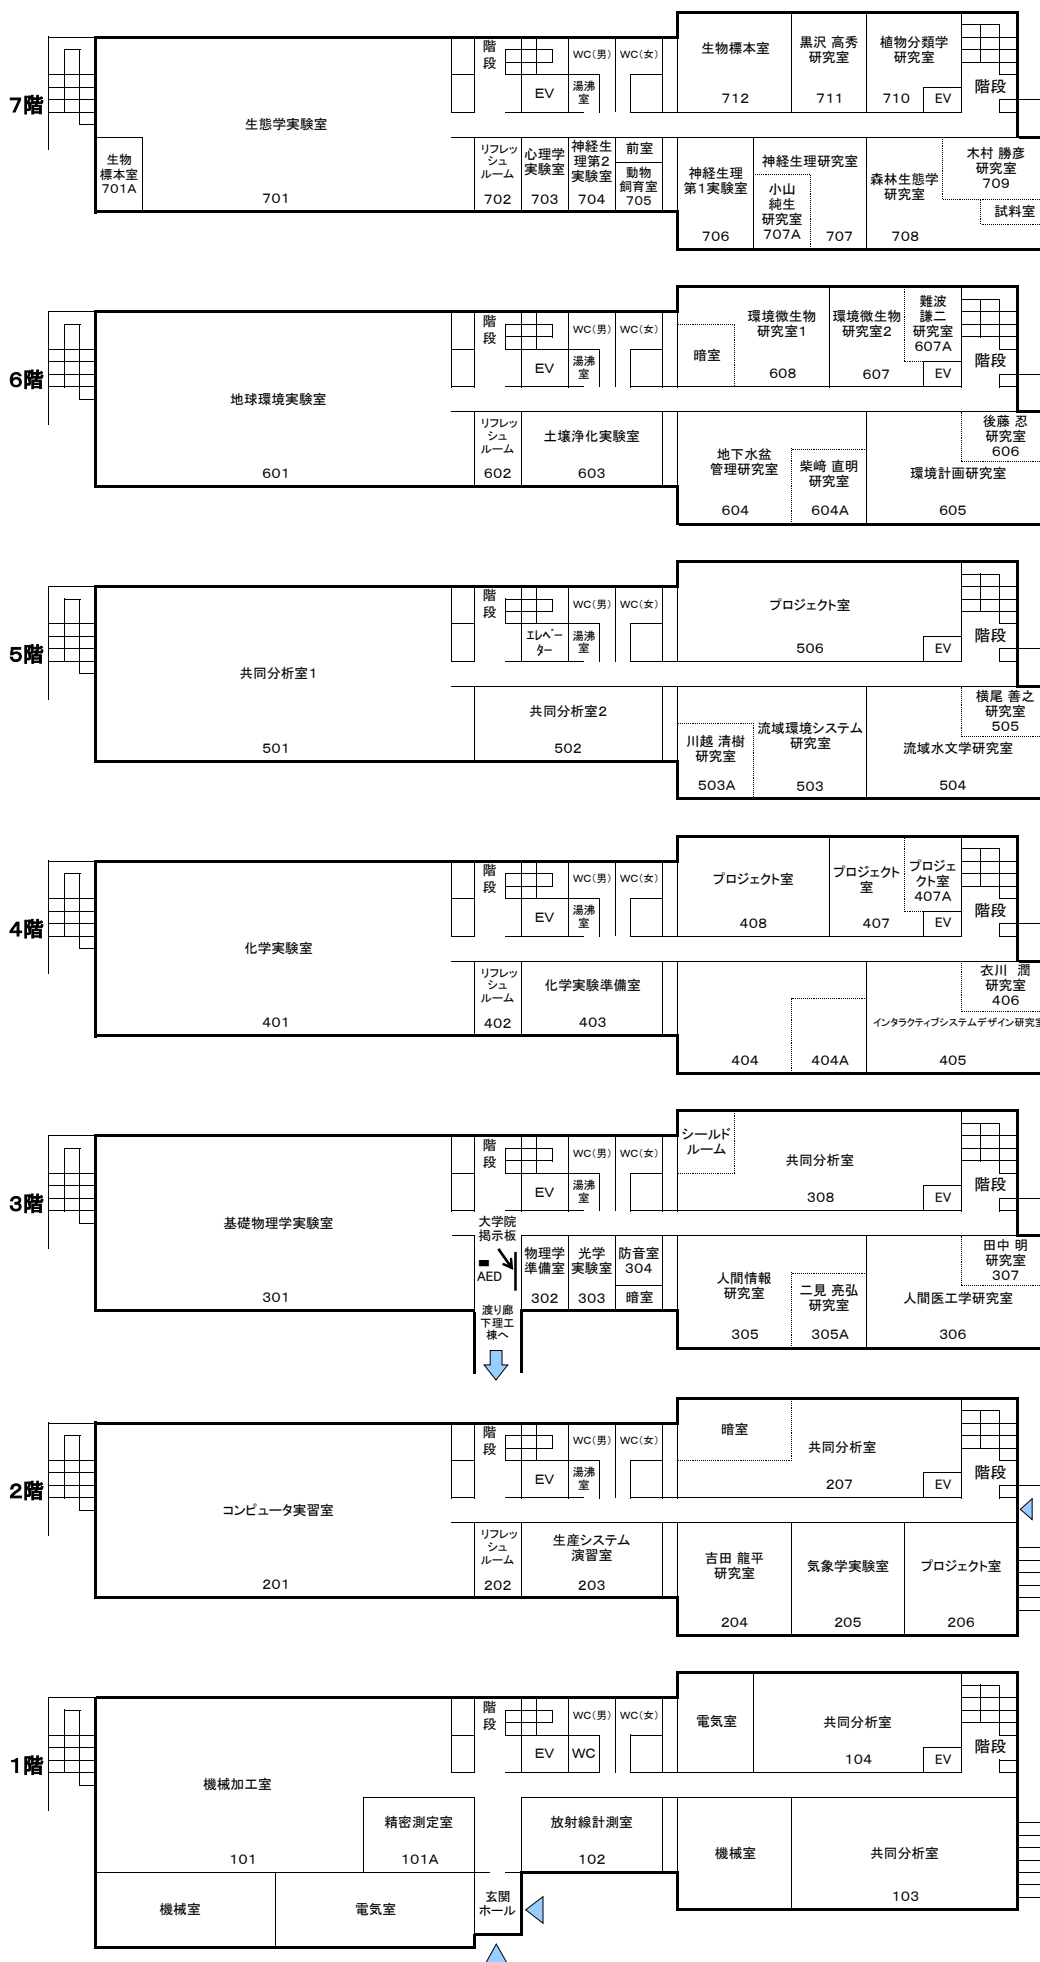 7階
生態学実験室
701
生物
標本室
701A
階
段
EV
WC(男)
WC(女)
湯沸
室
リフレッ
シュ
ルーム
702
心理学
実験室
703
神経生
理第2
実験室
704
前室
動物
飼育室
705
生物標本室
712
黒沢 高秀
研究室
711
植物分類学
研究室
710
EV
階段
神経生理
第1実験室
706
神経生理研究室
小山
純生
研究室
707A
707
森林生態学
研究室
708
木村 勝彦
研究室
709
試料室
6階
地球環境実験室
601
階
段
EV
WC(男)
WC(女)
湯沸
室
リフレッ
シュ
ルーム
602
土壌浄化実験室
603
暗室
環境微生物
研究室1
608
環境微生物
研究室2
607
難波
謙二
研究室
607A
EV
階段
地下水盆
管理研究室
604
柴﨑 直明
研究室
604A
環境計画研究室
605
後藤 忍
研究室
606
5階
共同分析室1
501
階
段
エレベー
ター
WC(男)
WC(女)
湯沸
室
共同分析室2
502
プロジェクト室
506
EV
階段
川越 清樹
研究室
503A
流域環境システム
研究室
503
流域水文学研究室
504
横尾 善之
研究室
505
4階
化学実験室
401
階
段
EV
WC(男)
WC(女)
湯沸
室
リフレッ
シュ
ルーム
402
化学実験準備室
403
プロジェクト室
408
プロジェクト
室
407
プロジェ
クト室
407A
EV
階段
404
404A
衣川 潤
研究室
406
インタラクティブシステムデザイン研究室
405
3階
基礎物理学実験室
301
階
段
EV
WC(男)
WC(女)
湯沸
室
大学院
掲示板
AED
渡り廊
下理工
棟へ
物理学
準備室
302
光学
実験室
303
防音室
304
暗室
シールド
ルーム
共同分析室
308
EV
階段
人間情報
研究室
305
二見 亮弘
研究室
305A
人間医工学研究室
306
田中 明
研究室
307
2階
コンピュータ実習室
201
階
段
EV
WC(男)
WC(女)
湯沸
室
リフレッ
シュ
ルーム
202
生産システム
演習室
203
暗室
共同分析室
207
EV
階段
吉田 龍平
研究室
204
気象学実験室
205
プロジェクト室
206
1階
機械加工室
101
精密測定室
101A
機械室
電気室
階
段
EV
WC(男)
WC(女)
WC
玄関
ホール
放射線計測室
102
電気室
共同分析室
104
EV
階段
機械室
共同分析室
103